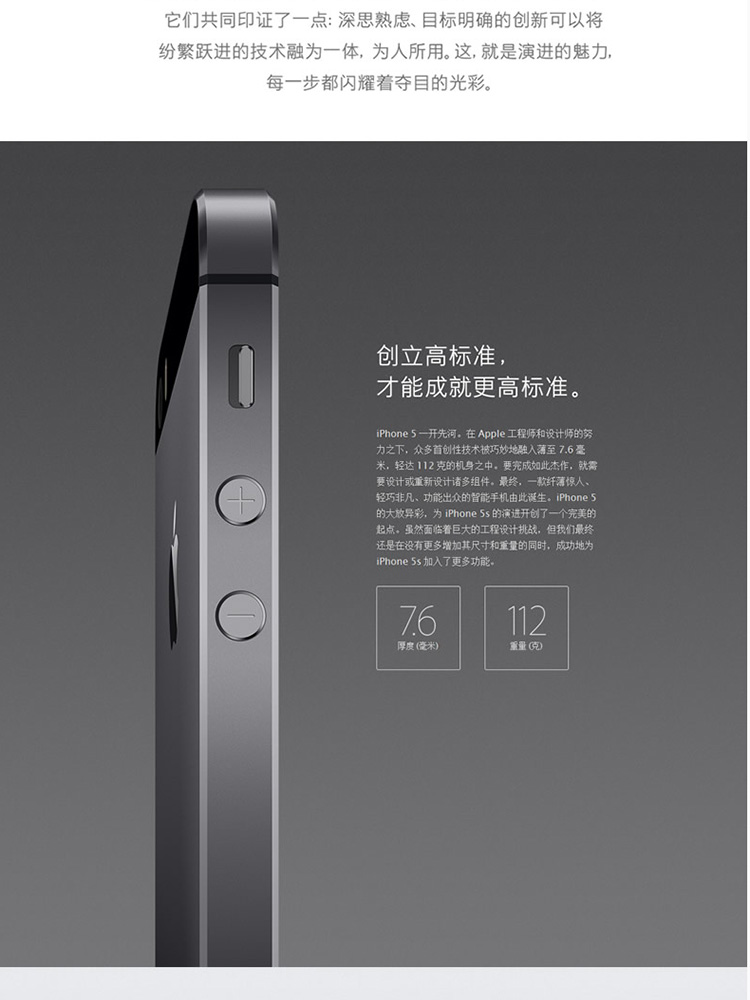 它们共同印证了一点: 深思熟虑、目标明确的创新可以将
纷繁跃进的技术融为一体, 为人所用。这, 就是演进的魅力,
每一步都闪耀着夺目的光彩。
创立高标准，
才能成就更高标准。
iPhone 5 一开先河。在 Apple 工程师和设计师的努
力之下，众多首创性技术被巧妙地融入薄至 7.6 毫
米，轻达 112 克的机身之中。要完成如此杰作，就需
要设计或重新设计诸多组件。最终，一款纤薄惊人、
轻巧非凡、功能出众的智能手机由此诞生。iPhone 5
的大放异彩，为 iPhone 5s 的演进开创了一个完美的
起点。虽然面临着巨大的工程设计挑战，但我们最终
还是在没有更多增加其尺寸和重量的同时，成功地为
iPhone 5s 加入了更多功能。
7.6
厚度 (毫米)
112
重量 (克)